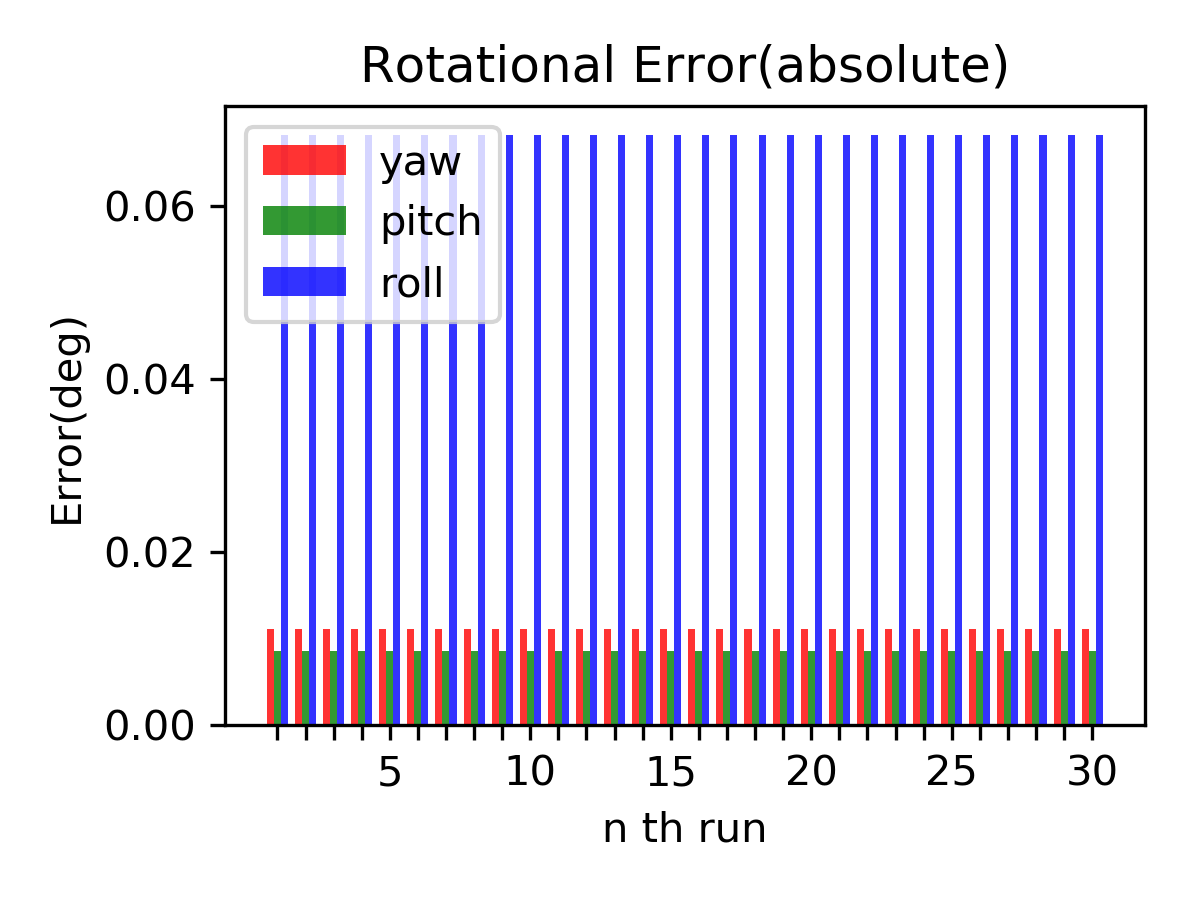 Rotational Error(absolute)
yaw
pitch
roll
Error(deg)
0.06
0.04
0.02
0.00
5 10 15 20 25 30
n th run